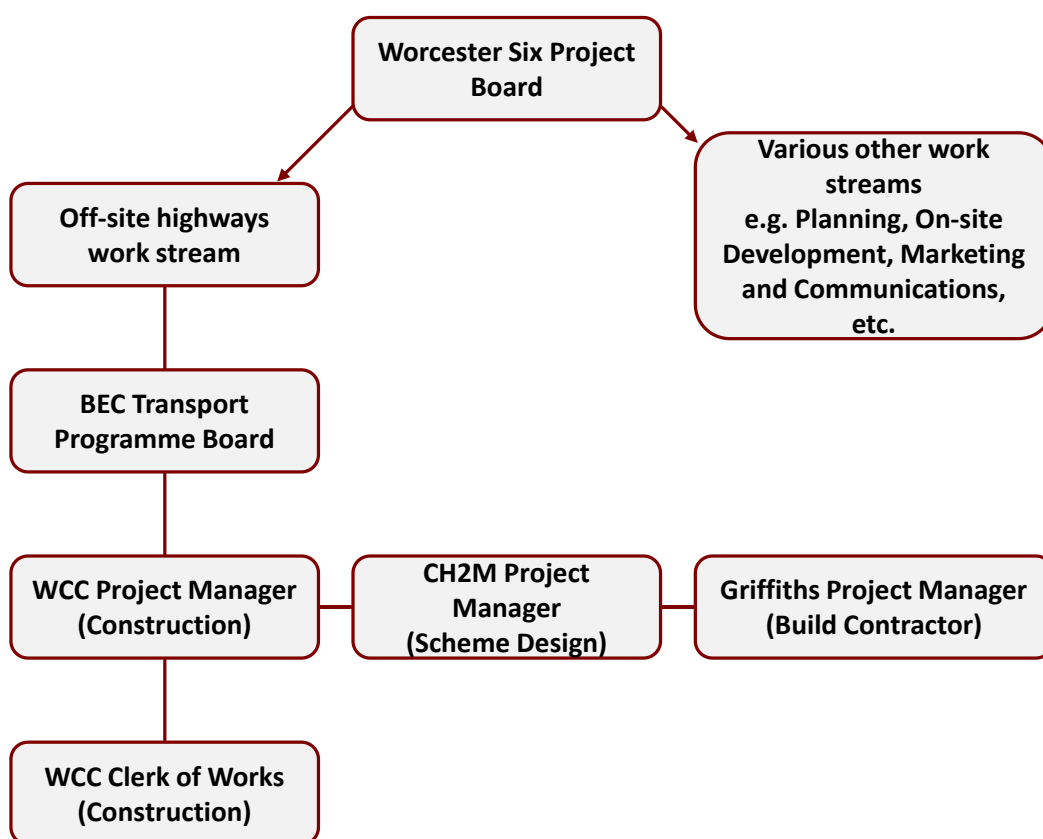 Worcester Six Project
Board
Various other work
streams
e.g. Planning, On-site
Development, Marketing
and Communications,
etc.
Off-site highways
work stream
BEC Transport
Programme Board
WCC Project Manager
(Construction)
CH2M Project
Manager
(Scheme Design)
Griffiths Project Manager
(Build Contractor)
WCC Clerk of Works
(Construction)